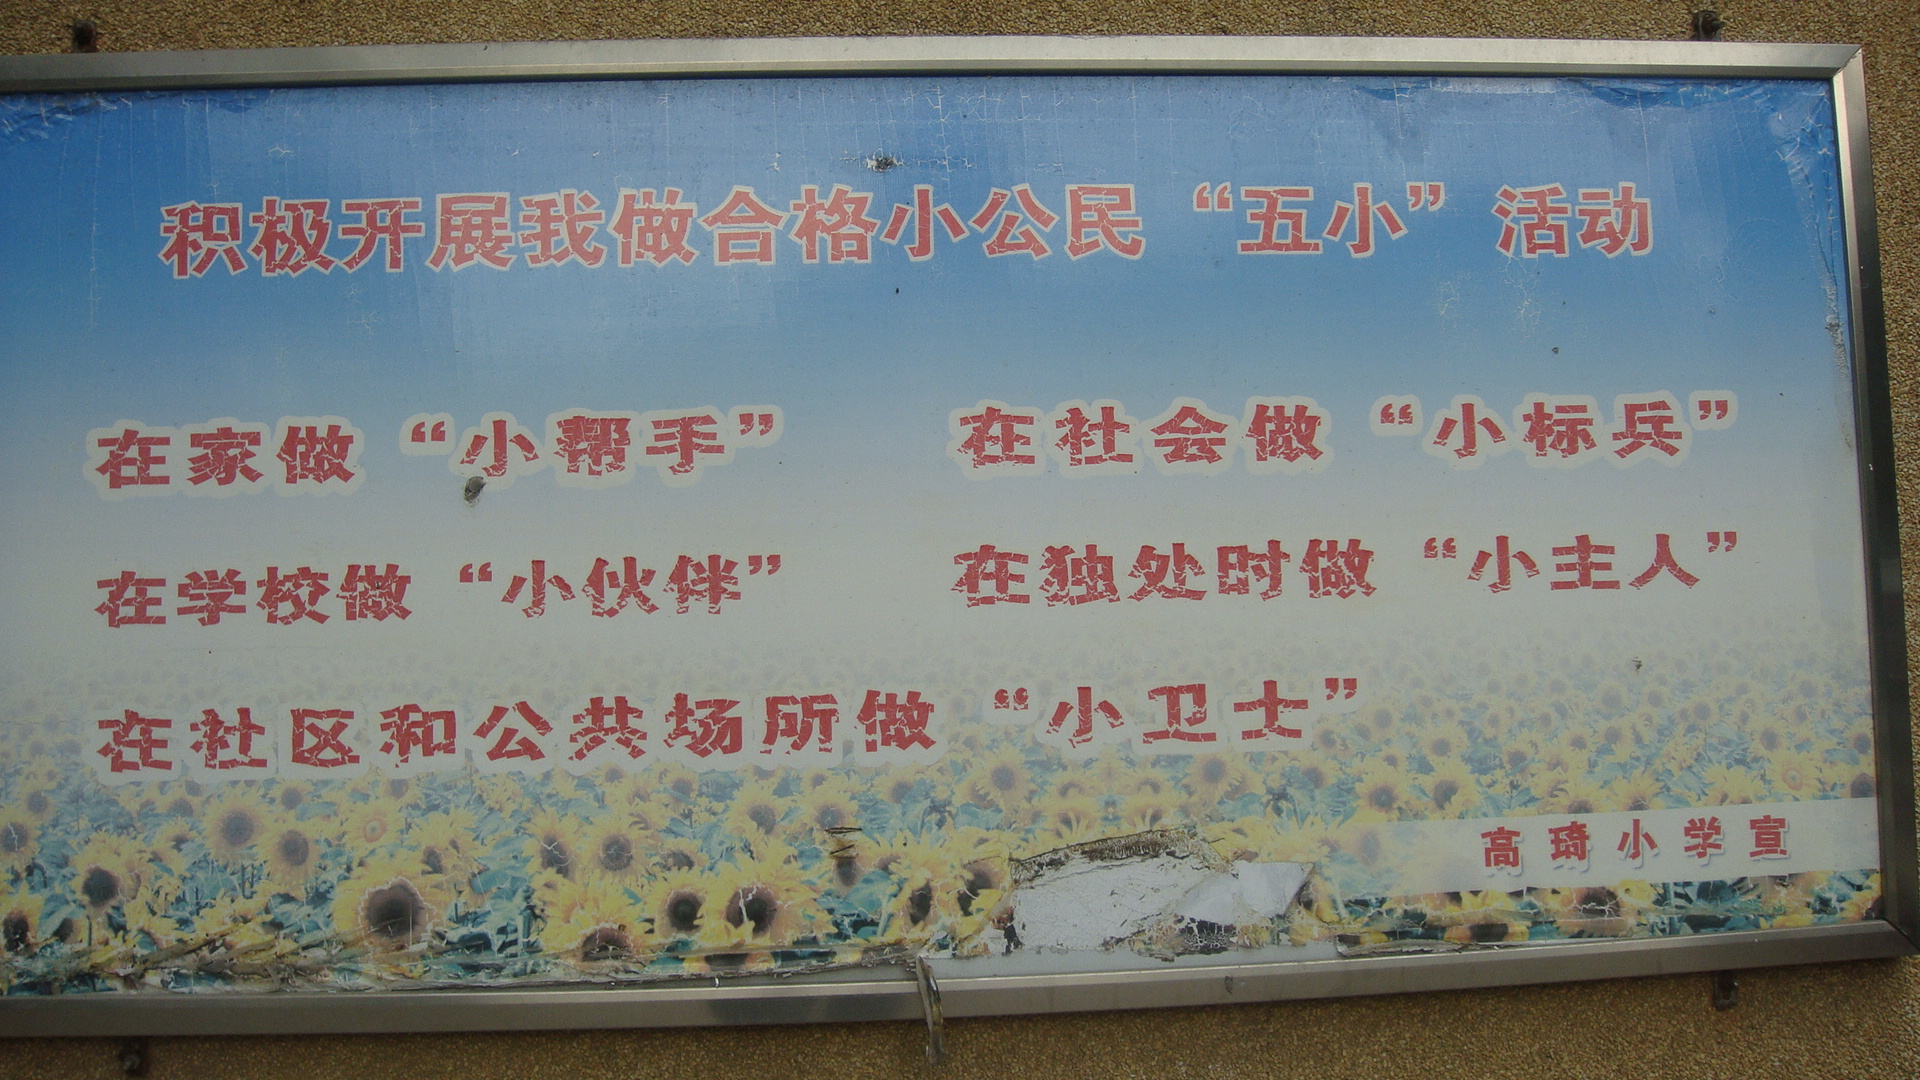 积极开展我做合格小公民“五小”活动
在家做“小帮手”
在社会做“小标兵”
在学校做“小伙伴”
在独处时做“小主人”
在社区和公共场所做“小卫士”
高琦小学宣